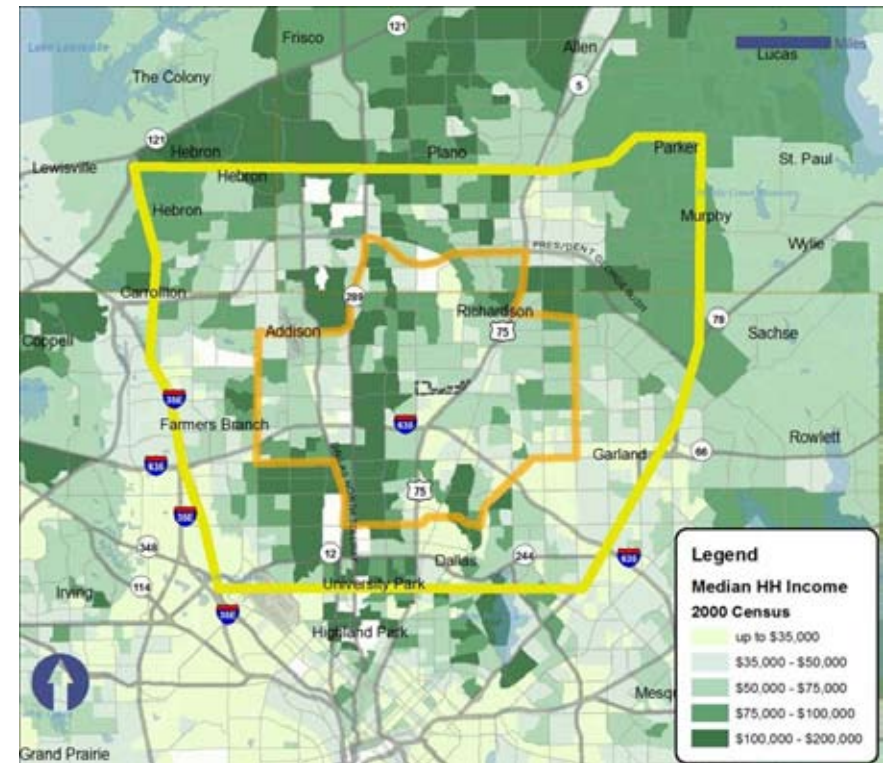 121
Frisco
Allen
3
Miles
Lucas
The Colony
5
121
Lewisville
Hebron
Plano
Parker
St. Paul
Hebron
Hebron
Murphy
Wylie
PRESIDENT GEORGE BUSH
Carrollton
289
Richardson
Addison
75
78
Coppell
Sachse
35E
635
Farmers Branch
Garland
66
Rowlett
635
75
35E
348
12
Dallas
244
635
114
University Park
Irving
35E
Highland Park
Mesq
Grand Prairie
Legend
Median HH Income
2000 Census
up to $35,000
$35,000 - $50,000
$50,000 - $75,000
$75,000 - $100,000
$100,000 - $200,000